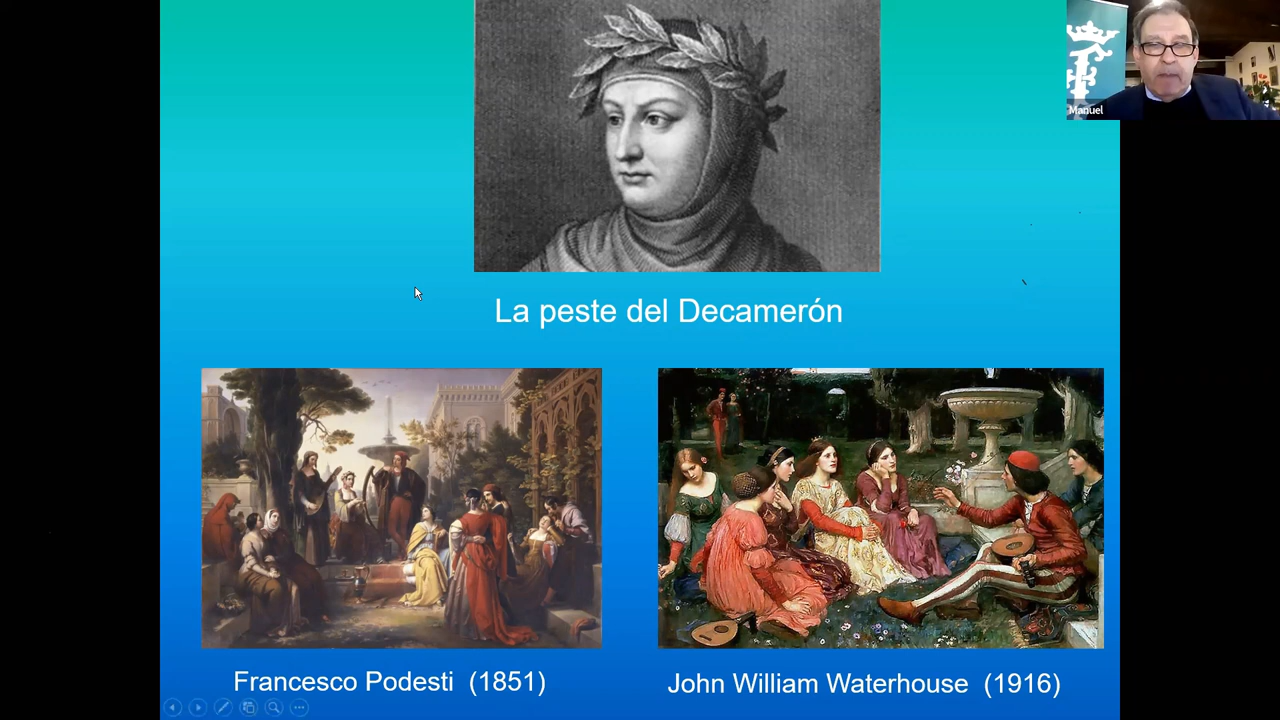 Manuel
La peste del Decamerón
Francesco Podesti (1851)
John William Waterhouse (1916)